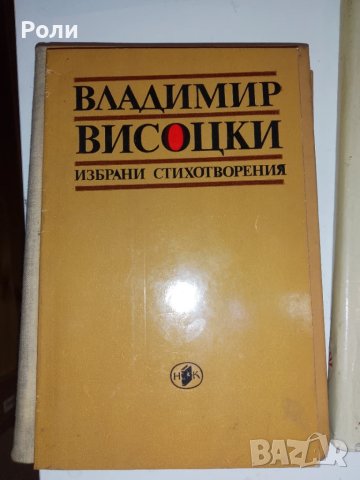 Роли
ВЛАДИМИР
ВИСОЦКИ
ИЗБРАНИ СТИХОТВОРЕНИЯ
НК
BAZAR